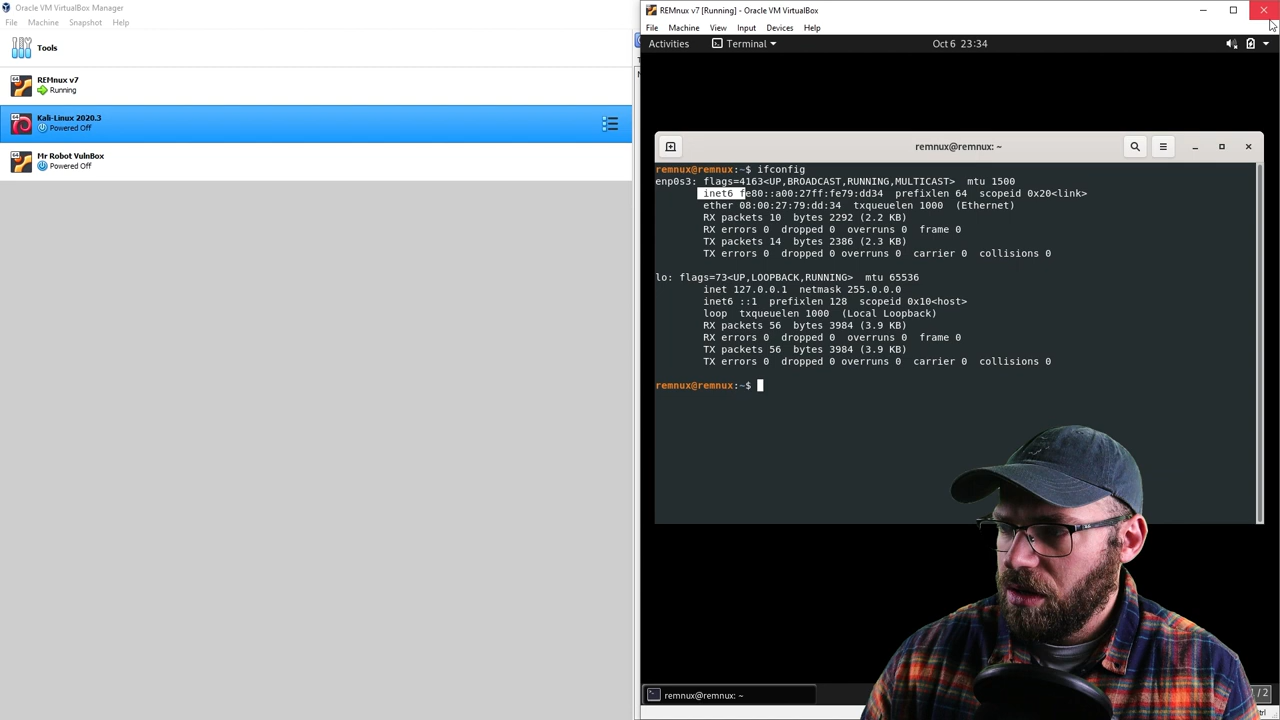 Oracle VM VirtualBox Manager
File Machine Snapshot Help
Tools
REMnux v7
Running
Kali-Linux 2020.3
Powered Off
Mr Robot VulnBox
Powered Off
REMnux v7 [Running] - Oracle VM VirtualBox
File Machine View Input Devices Help
Activities Terminal Oct 6 23:34
remnux@remnux: ~
remnux@remnux:~$ ifconfig
enp0s3: flags=4163<UP,BROADCAST,RUNNING,MULTICAST> mtu 1500
inet6 fe80::a00:27ff:fe79:dd34 prefixlen 64 scopeid 0x20<link>
ether 08:00:27:79:dd:34 txqueuelen 1000 (Ethernet)
RX packets 10 bytes 2292 (2.2 KB)
RX errors 0 dropped 0 overruns 0 frame 0
TX packets 14 bytes 2386 (2.3 KB)
TX errors 0 dropped 0 overruns 0 carrier 0 collisions 0
lo: flags=73<UP,LOOPBACK,RUNNING> mtu 65536
inet 127.0.0.1 netmask 255.0.0.0
inet6 ::1 prefixlen 128 scopeid 0x10<host>
loop txqueuelen 1000 (Local Loopback)
RX packets 56 bytes 3984 (3.9 KB)
RX errors 0 dropped 0 overruns 0 frame 0
TX packets 56 bytes 3984 (3.9 KB)
TX errors 0 dropped 0 overruns 0 carrier 0 collisions 0
remnux@remnux:~$
remnux@remnux: ~
/ 2